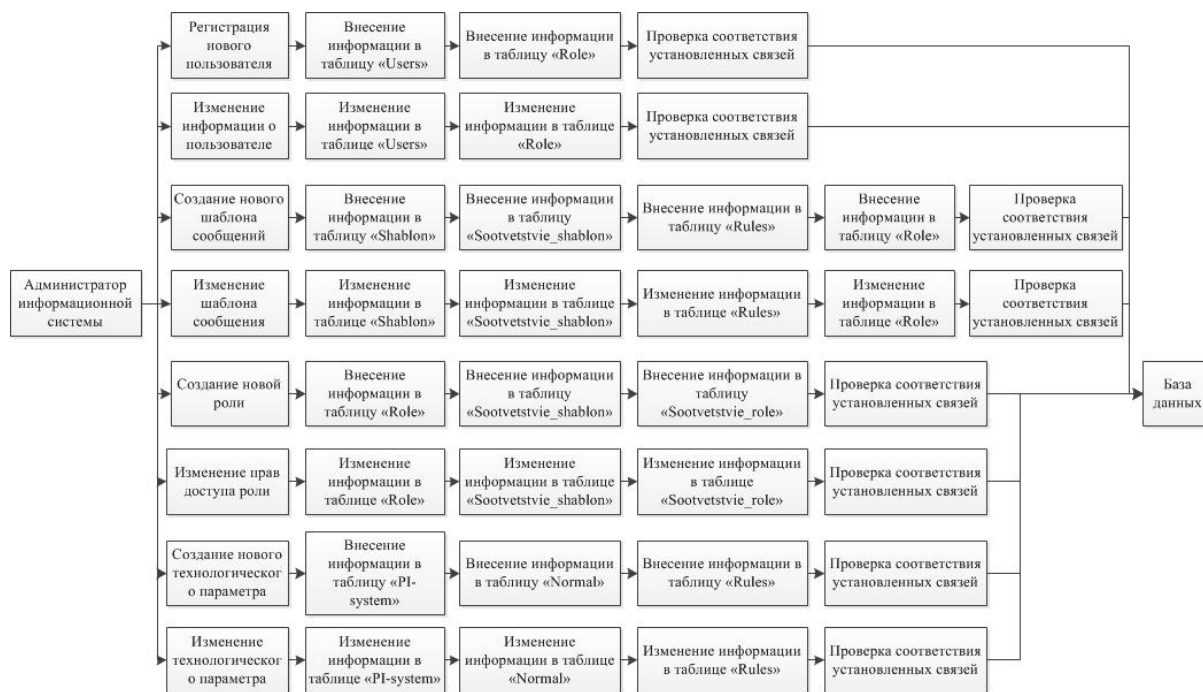 Регистрация
нового
пользователя
Внесение
информации в
таблицу «Users»
Внесение информации
в таблицу «Role»
Проверка соответствия
установленных связей
Изменение
информации о
пользователе
Изменение
информации в
таблице «Users»
Изменение
информации в таблице
«Role»
Проверка соответствия
установленных связей
Создание нового
шаблона
сообщений
Внесение
информации в
таблицу «Shablon»
Внесение информации
в таблицу
«Sootvetstvie_shablon»
Внесение информации в
таблицу «Rules»
Внесение
информации в
таблицу «Role»
Проверка
соответствия
установленных связей
Администратор
информационной
системы
Изменение
шаблона
сообщения
Изменение
информации в
таблице «Shablon»
Изменение
информации в таблице
«Sootvetstvie_shablon»
Изменение информации
в таблице «Rules»
Изменение
информации в
таблице «Role»
Проверка
соответствия
установленных связей
Создание новой
роли
Внесение
информации в
таблицу «Role»
Внесение информации
в таблицу
«Sootvetstvie_shablon»
Внесение информации в
таблицу
«Sootvetstvie_role»
Проверка соответствия
установленных связей
База
данных
Изменение прав
доступа роли
Изменение
информации в
таблице «Role»
Изменение
информации в таблице
«Sootvetstvie_shablon»
Изменение информации
в таблице
«Sootvetstvie_role»
Проверка соответствия
установленных связей
Создание нового
технологическог
о параметра
Внесение
информации в
таблицу «PI-
system»
Внесение информации
в таблицу «Normal»
Внесение информации
в таблицу «Rules»
Проверка соответствия
установленных связей
Изменение
технологическог
о параметра
Изменение
информации в
таблице «PI-system»
Изменение
информации в таблице
«Normal»
Изменение информации
в таблице «Rules»
Проверка соответствия
установленных связей